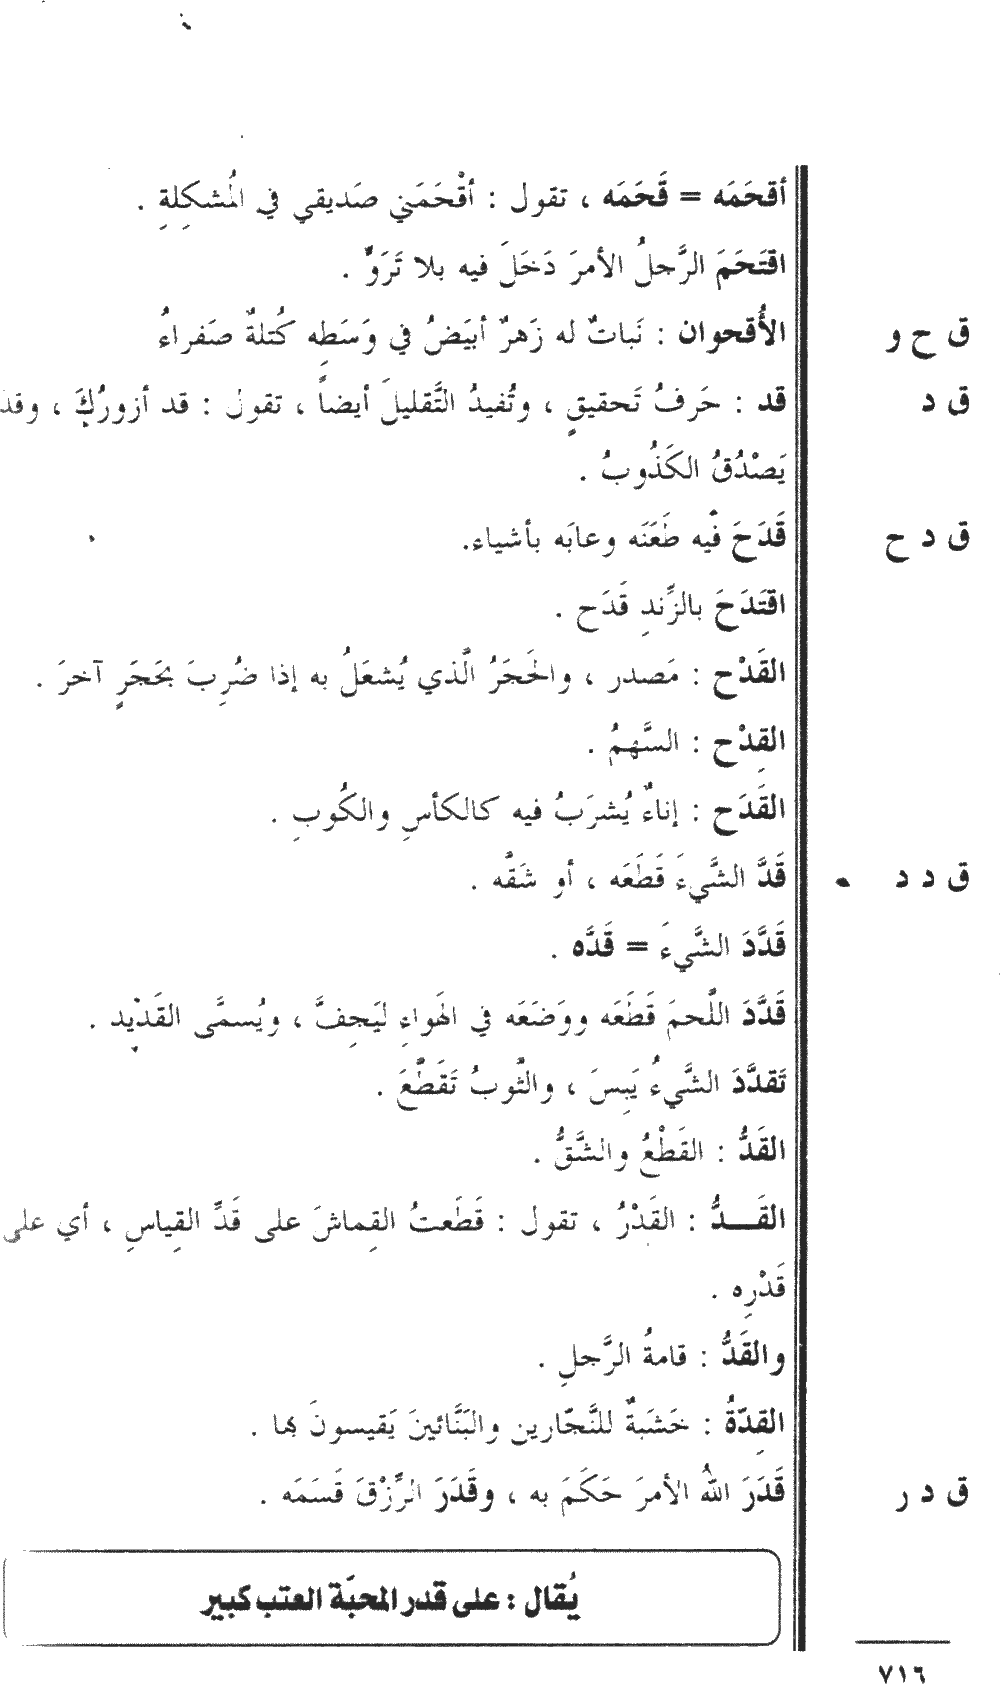 أقحَمَه = قَحَمَه ، تقول : أقْحَمَني صَديقي في المُشكِلةِ .
اقتَحَمَ الرَّجلُ الأمرَ دَخَلَ فيه بلا تَرَوٍّ .
ق ح و الأُقحوان : نَباتٌ له زَهرٌ أبيَضُ في وَسَطِه كُتلةٌ صَفراءُ
ق د قد : حَرفُ تَحقيقٍ ، وتُفيدُ التَّقليلَ أيضاً ، تقول : قد أزورُكَ ، وقد
يَصْدُقُ الكَذُوبُ .
ق د ح قَدَحَ فيه طَعَنَه وعابَه بأشياء.
اقتَدَحَ بالزَّندِ قَدَح .
القَدْح : مَصدر ، والحَجَرُ الَّذي يُشعَلُ به إذا ضُرِبَ بحَجَرٍ آخرَ .
القِدْح : السَّهمُ .
القَدَح : إناءٌ يُشرَبُ فيه كالكأسِ والكُوبِ .
ق د د قَدَّ الشَّيءَ قَطَعَه ، أو شَقَّه .
قَدَّدَ الشَّيءَ = قَدَّه .
قَدَّدَ اللَّحمَ قَطَعَه ووَضَعَه في الهَواءِ ليَجِفَّ ، ويُسمَّى القَدْيد .
تَقدَّدَ الشَّيءُ يَبِسَ ، والثَّوبُ تَقَطَّعَ .
القَدُّ : القَطْعُ والشَّقُّ .
القَـــدُّ : القَدْرُ ، تقول : قَطَعتُ القِماشَ على قَدِّ القِياسِ ، أي على
قَدْرِه .
والقَدُّ : قامةُ الرَّجلِ .
القِدّةُ : خَشَبةٌ للنَّجّارين والبَنَّائينَ يَقيسونَ بها .
ق د ر قَدَرَ اللهُ الأمرَ حَكَمَ به ، وقَدَرَ الرِّزْقَ قَسَمَه .
يُقال : على قدر المحبَّة العتب كبير
٧١٦